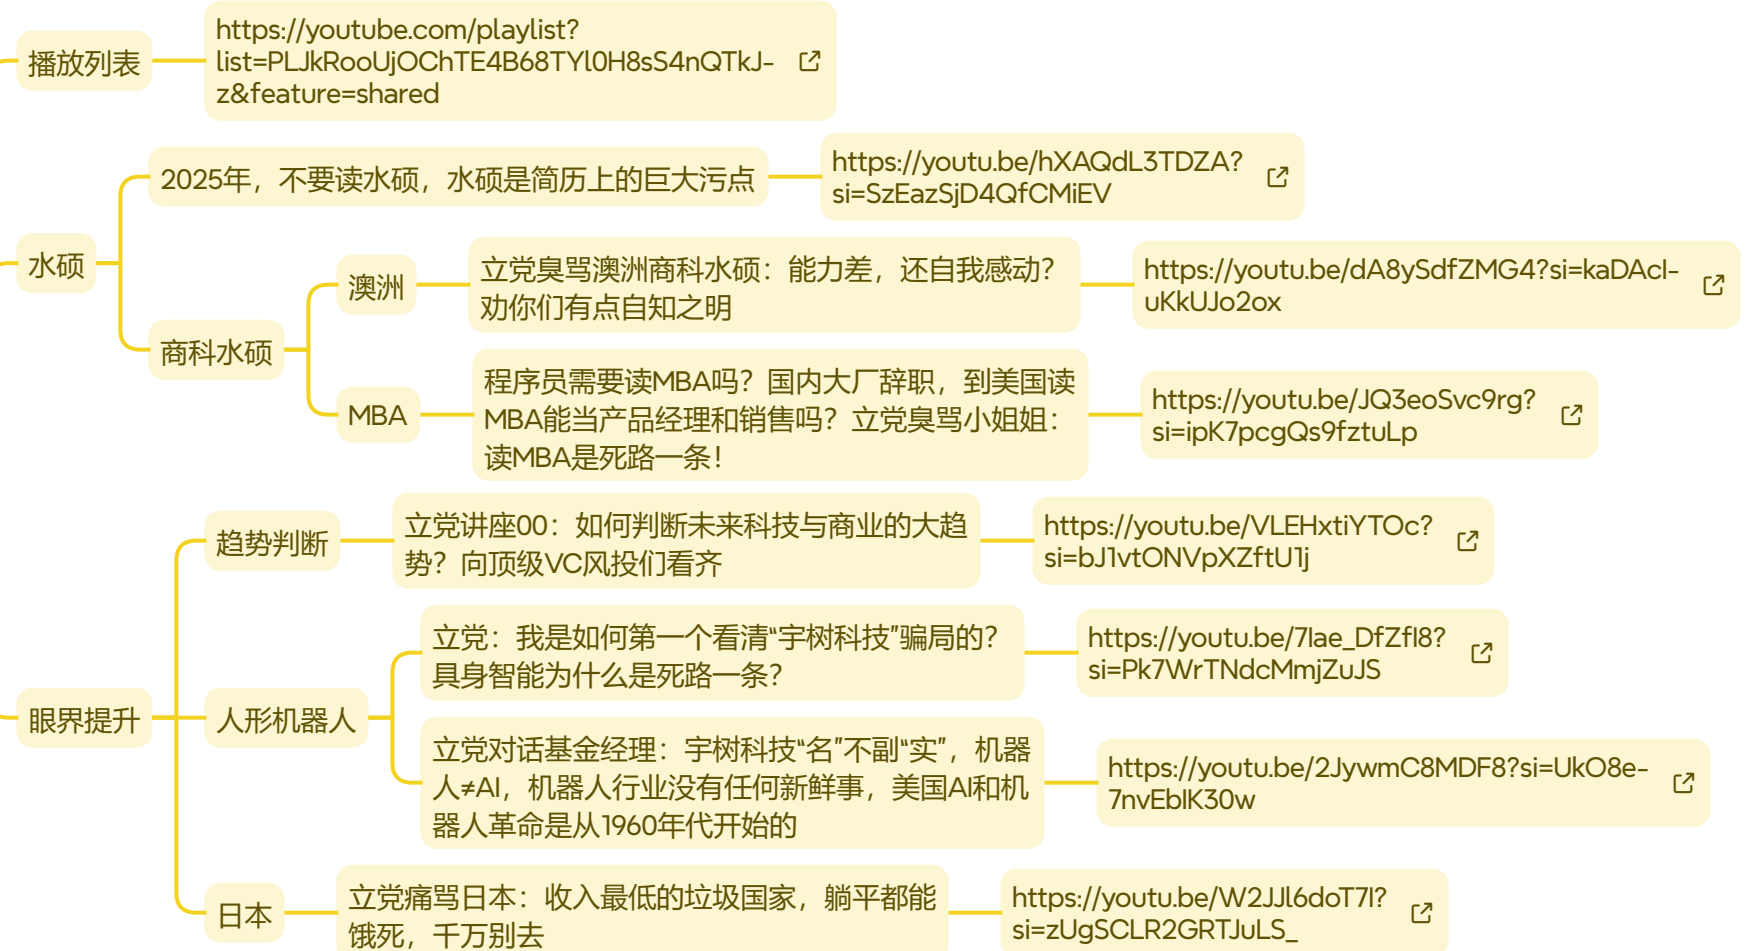 播放列表
https://youtube.com/playlist?
list=PLJkRooUjOChTE4B68TYl0H8sS4nQTkJ-
z&feature=shared
水硕
2025年，不要读水硕，水硕是简历上的巨大污点
https://youtu.be/hXAQdL3TDZA?
si=SzEazSjD4QfCMiEV
商科水硕
澳洲
立党臭骂澳洲商科水硕：能力差，还自我感动？
劝你们有点自知之明
https://youtu.be/dA8ySdfZMG4?si=kaDAcI-
uKkUJo2ox
MBA
程序员需要读MBA吗？国内大厂辞职，到美国读
MBA能当产品经理和销售吗？立党臭骂小姐姐：
读MBA是死路一条！
https://youtu.be/JQ3eoSvc9rg?
si=ipK7pcgQs9fztuLp
眼界提升
趋势判断
立党讲座00：如何判断未来科技与商业的大趋
势？向顶级VC风投们看齐
https://youtu.be/VLEHxtiYTOc?
si=bJ1vtONVpXZftU1j
人形机器人
立党：我是如何第一个看清“宇树科技”骗局的？
具身智能为什么是死路一条？
https://youtu.be/7Iae_DfZfI8?
si=Pk7WrTNdcMmjZuJS
立党对话基金经理：宇树科技“名”不副“实”，机器
人≠AI，机器人行业没有任何新鲜事，美国AI和机
器人革命是从1960年代开始的
https://youtu.be/2JywmC8MDF8?si=UkO8e-
7nvEbIK30w
日本
立党痛骂日本：收入最低的垃圾国家，躺平都能
饿死，千万别去
https://youtu.be/W2JJl6doT7I?
si=zUgSCLR2GRTJuLS_